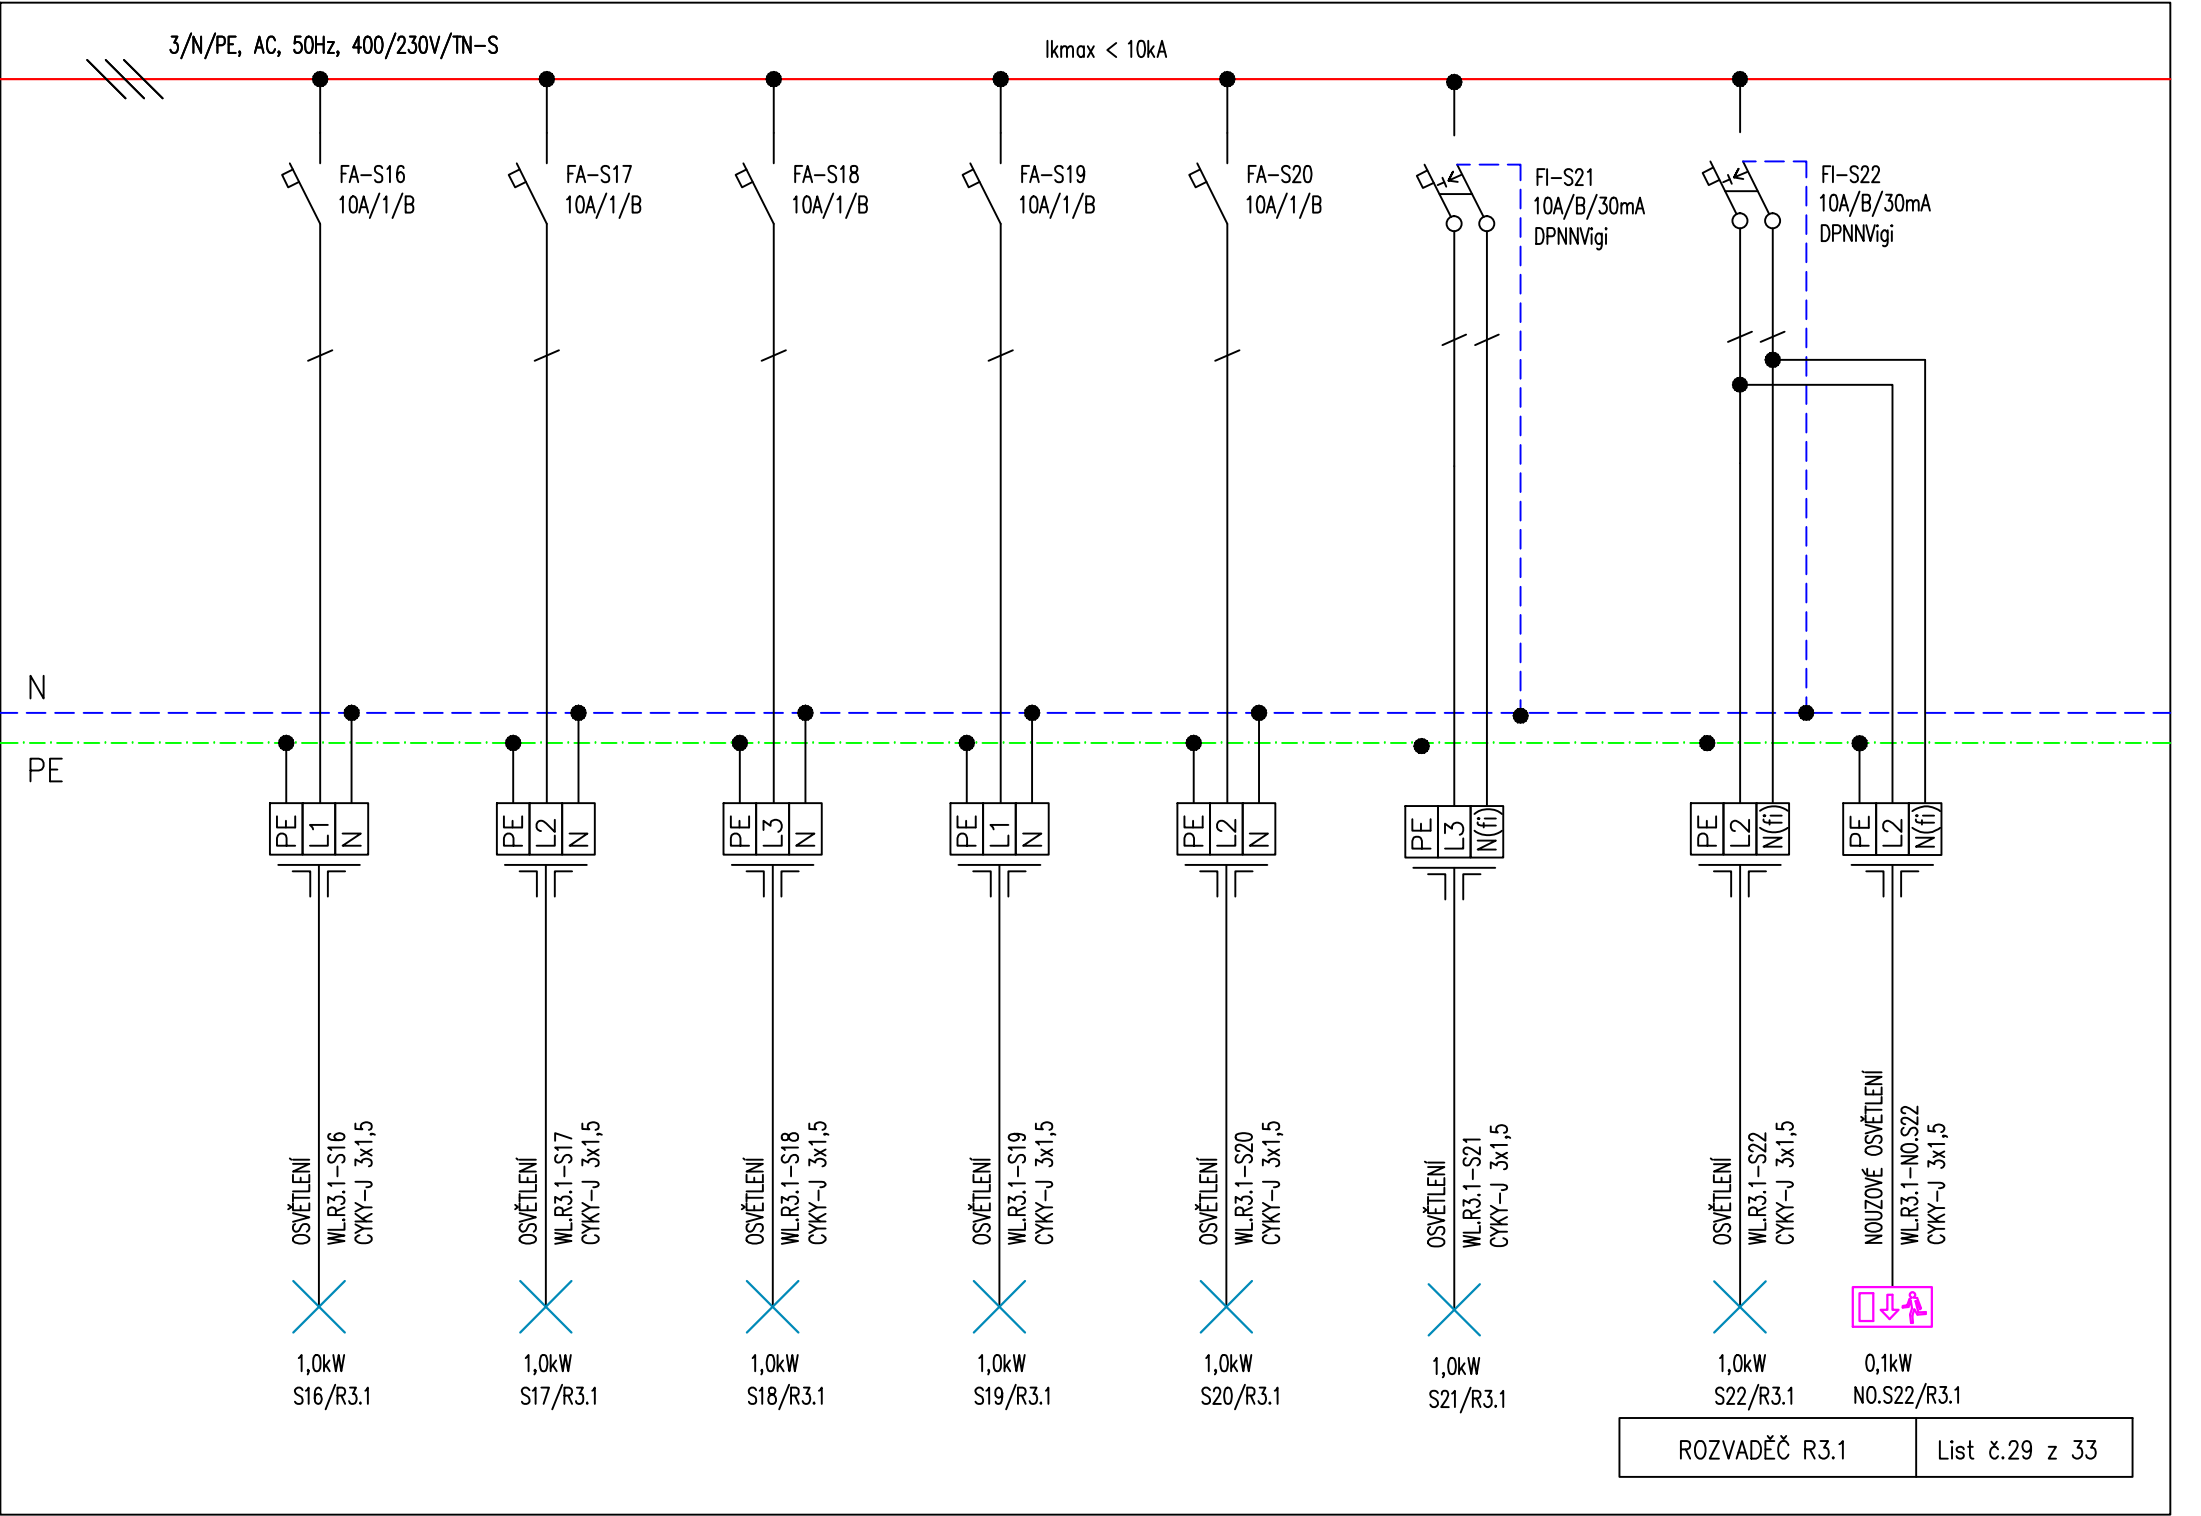 3/N/PE, AC, 50Hz, 400/230V/TN-S
Ikmax < 10kA
FA-S16
10A/1/B
FA-S17
10A/1/B
FA-S18
10A/1/B
FA-S19
10A/1/B
FA-S20
10A/1/B
FI-S21
10A/B/30mA
DPNNVigi
FI-S22
10A/B/30mA
DPNNVigi
N
PE
PE L1 N
PE L2 N
PE L3 N
PE L1 N
PE L2 N
PE L3 N(fi)
PE L2 N(fi)
PE L2 N(fi)
OSVĚTLENÍ
WL.R3.1-S16
CYKY-J 3x1,5
OSVĚTLENÍ
WL.R3.1-S17
CYKY-J 3x1,5
OSVĚTLENÍ
WL.R3.1-S18
CYKY-J 3x1,5
OSVĚTLENÍ
WL.R3.1-S19
CYKY-J 3x1,5
OSVĚTLENÍ
WL.R3.1-S20
CYKY-J 3x1,5
OSVĚTLENÍ
WL.R3.1-S21
CYKY-J 3x1,5
OSVĚTLENÍ
WL.R3.1-S22
CYKY-J 3x1,5
NOUZOVÉ OSVĚTLENÍ
WL.R3.1-NO.S22
CYKY-J 3x1,5
1,0kW
S16/R3.1
1,0kW
S17/R3.1
1,0kW
S18/R3.1
1,0kW
S19/R3.1
1,0kW
S20/R3.1
1,0kW
S21/R3.1
1,0kW
S22/R3.1
0,1kW
NO.S22/R3.1
ROZVADĚČ R3.1
List č.29 z 33